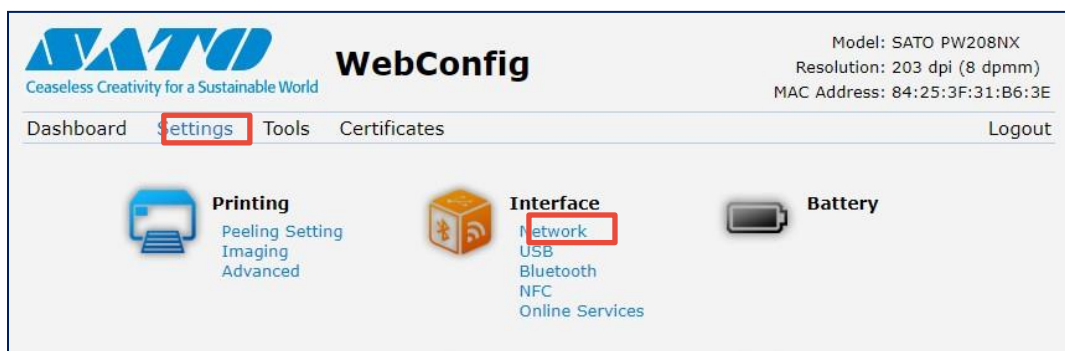 SATO
Ceaseless Creativity for a Sustainable World
WebConfig
Model: SATO PW208NX
Resolution: 203 dpi (8 dpmm)
MAC Address: 84:25:3F:31:B6:3E
Dashboard Settings Tools Certificates Logout
Printing
Peeling Setting
Imaging
Advanced
Interface
Network
USB
Bluetooth
NFC
Online Services
Battery